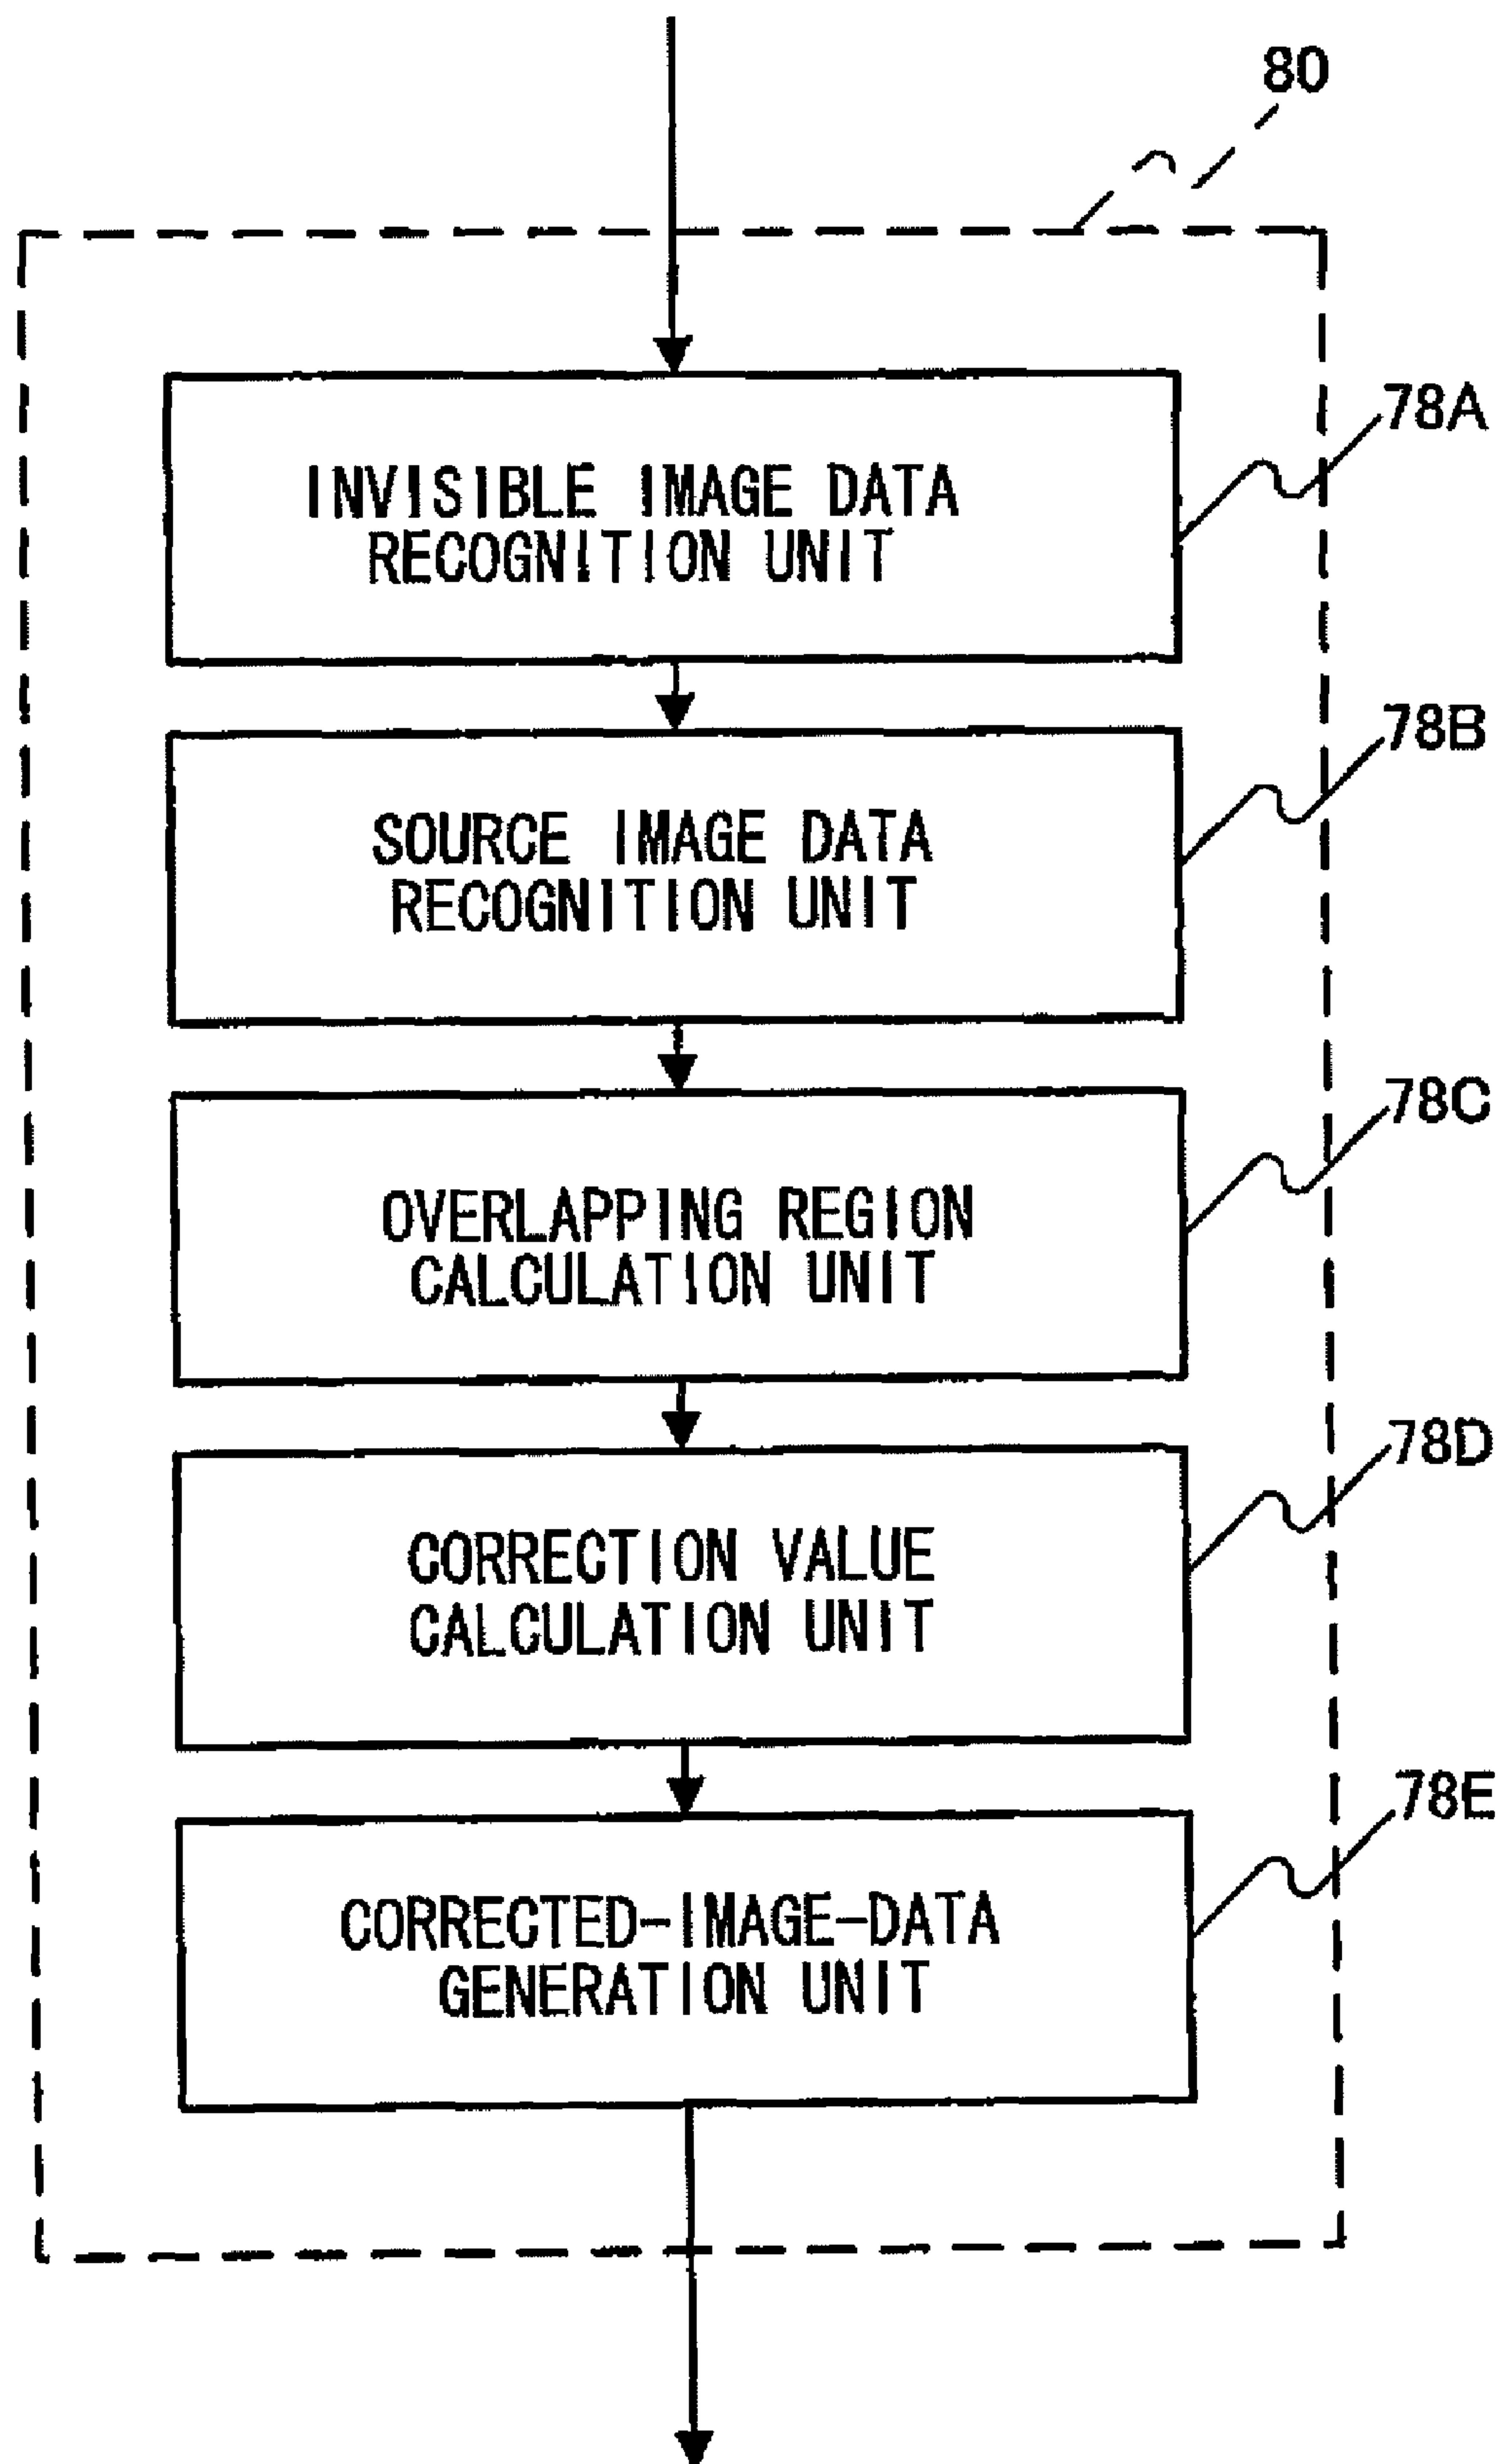 80
INVISIBLE IMAGE DATA
RECOGNITION UNIT
78A
SOURCE IMAGE DATA
RECOGNITION UNIT
78B
OVERLAPPING REGION
CALCULATION UNIT
78C
CORRECTION VALUE
CALCULATION UNIT
78D
CORRECTED-IMAGE-DATA
GENERATION UNIT
78E